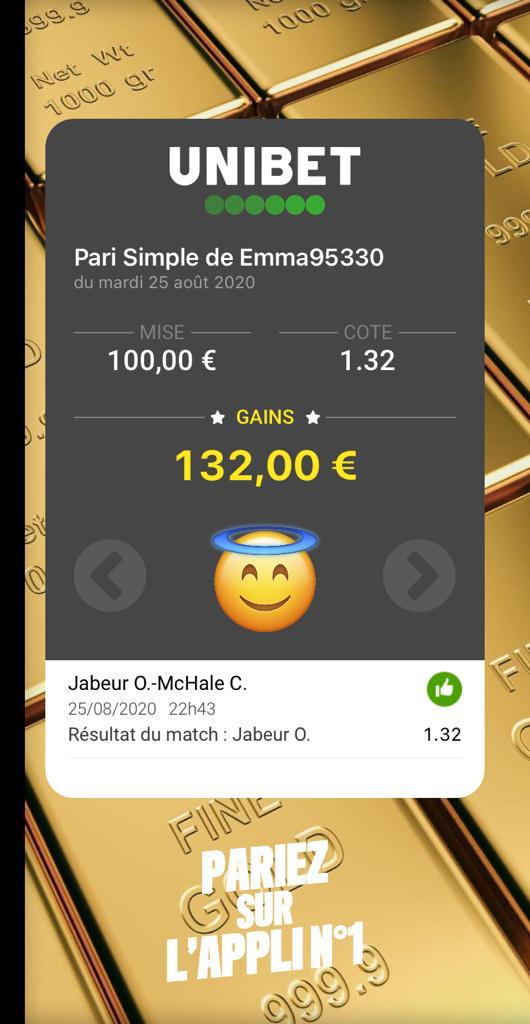 999.9
1000 gr
Net Wt
1000 gr
UNIBET
Pari Simple de Emma95330
du mardi 25 août 2020
MISE
COTE
100,00 €
1.32
GAINS
132,00 €
Jabeur O.-McHale C.
25/08/2020 22h43
Résultat du match : Jabeur O.
1.32
FINE
GOLD
PARIEZ
SUR
L'APPLI N°1
999.9